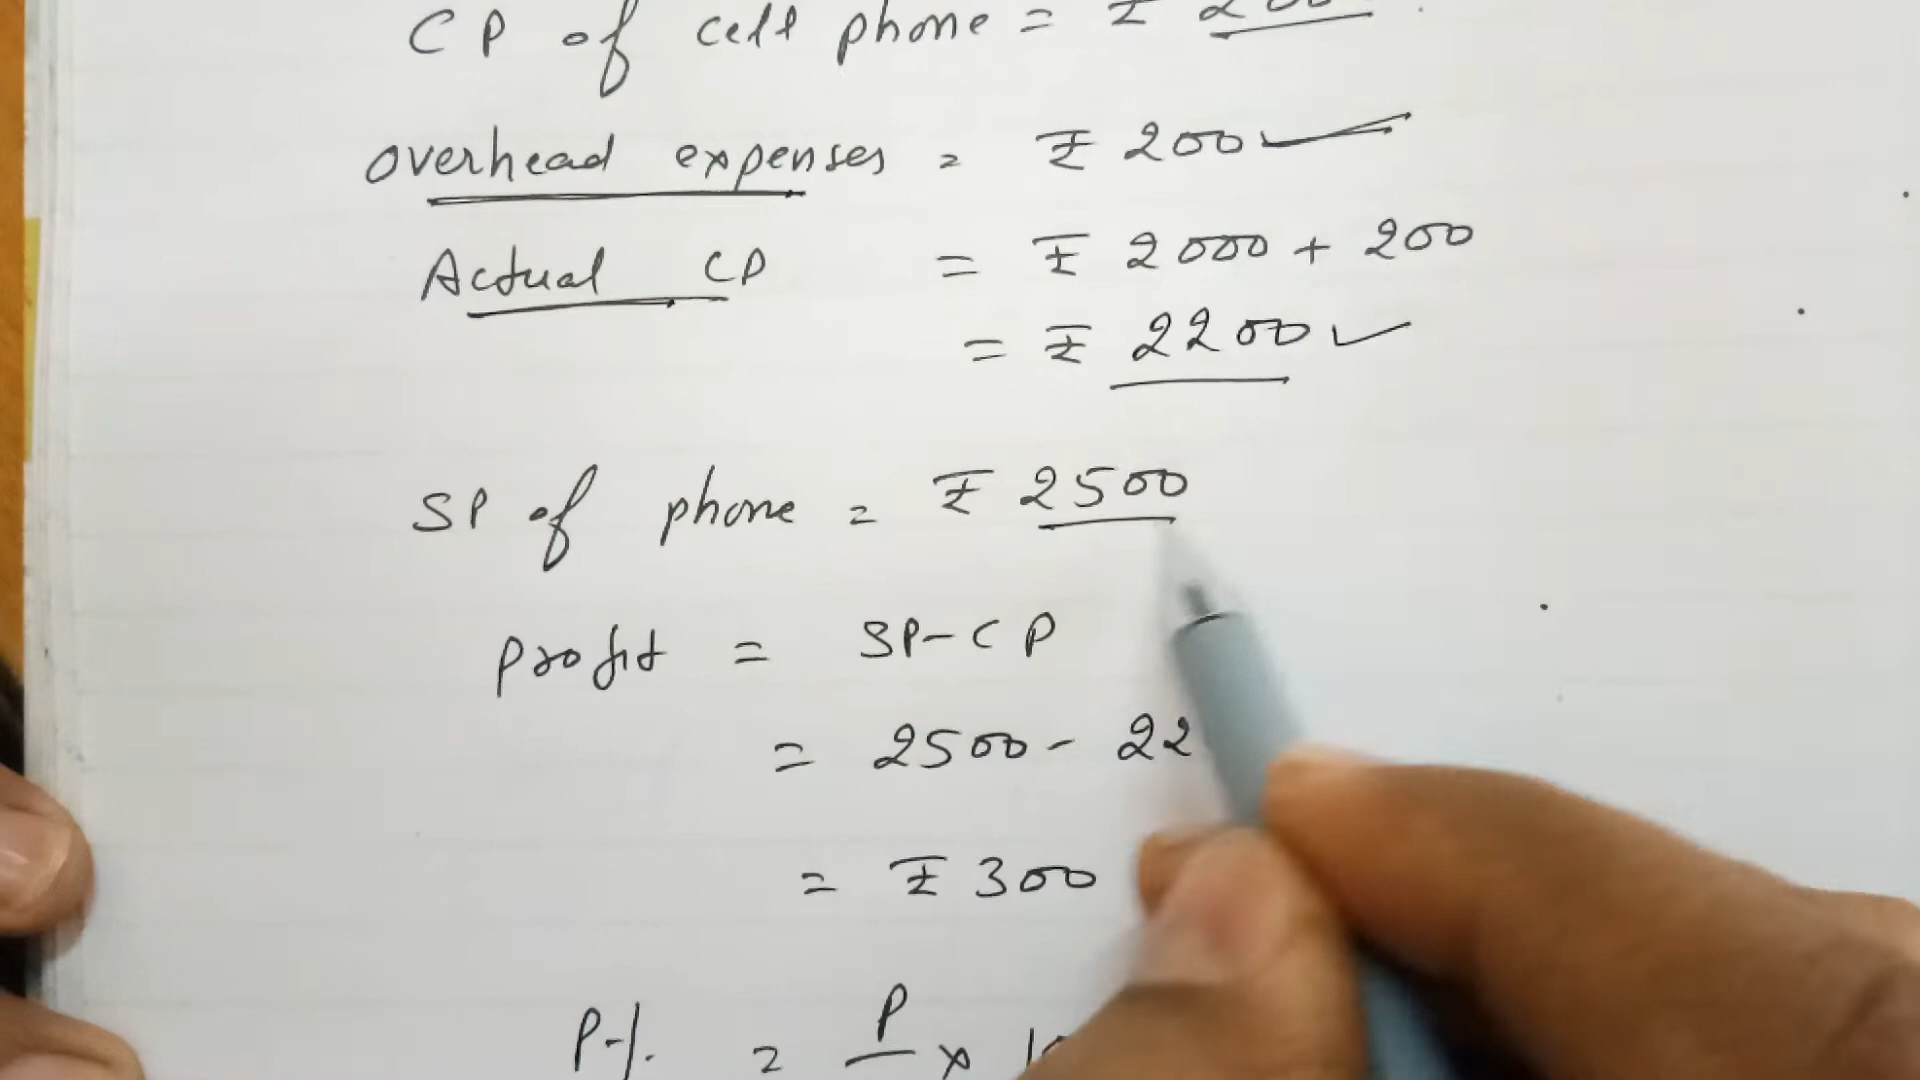 CP of cell phone = ₹
overhead expenses = ₹ 200
Actual CP = ₹ 2000 + 200
= ₹ 2200
SP of phone = ₹ 2500
profit = SP-CP
= 2500 - 22
= ₹ 300
P% = P ×